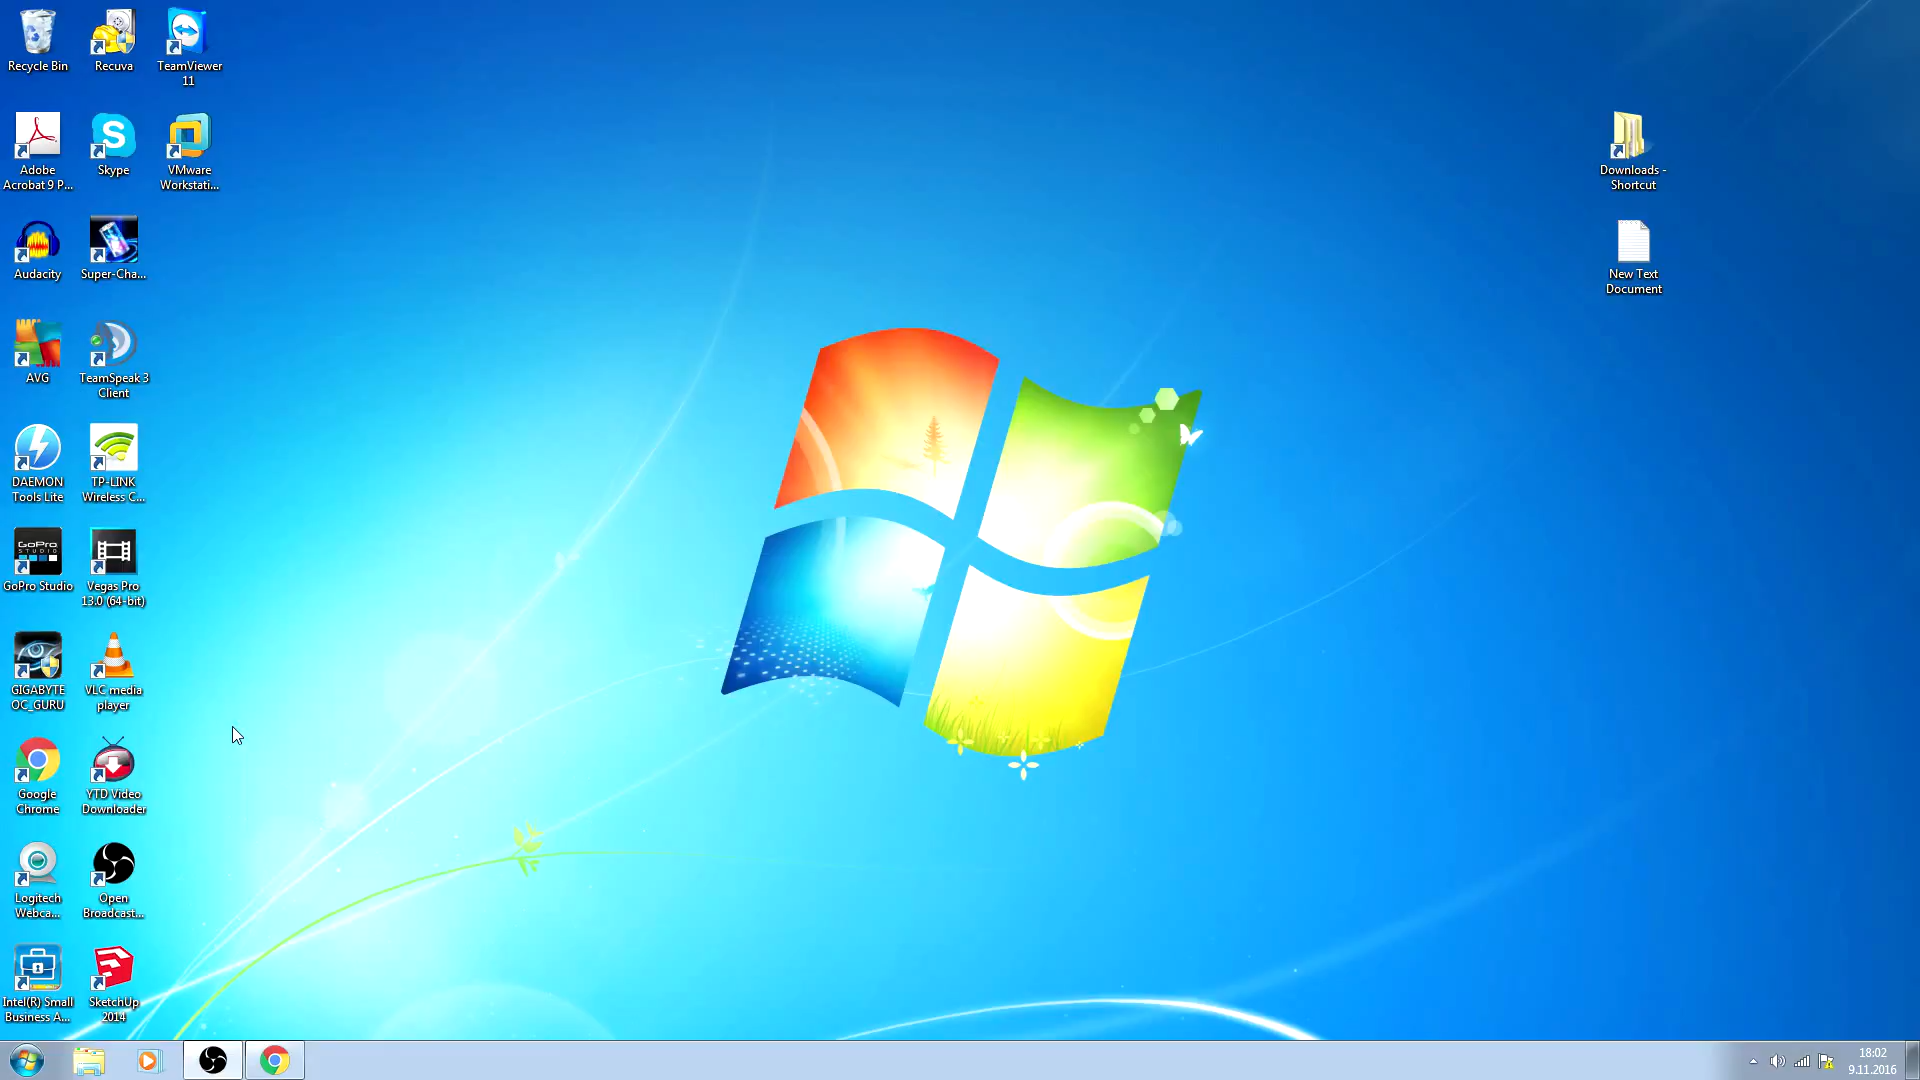 Recycle Bin
Recuva
TeamViewer
11
Adobe
Acrobat 9 P...
Skype
VMware
Workstati...
Audacity
Super-Cha...
AVG
TeamSpeak 3
Client
DAEMON
Tools Lite
TP-LINK
Wireless C...
GoPro
STUDIO
GoPro Studio
Vegas Pro
13.0 (64-bit)
GIGABYTE
OC_GURU
VLC media
player
Google
Chrome
YTD Video
Downloader
Logitech
Webca...
Open
Broadcast...
Intel(R) Small
Business A...
SketchUp
2014
Downloads -
Shortcut
New Text
Document
18:02
9.11.2016